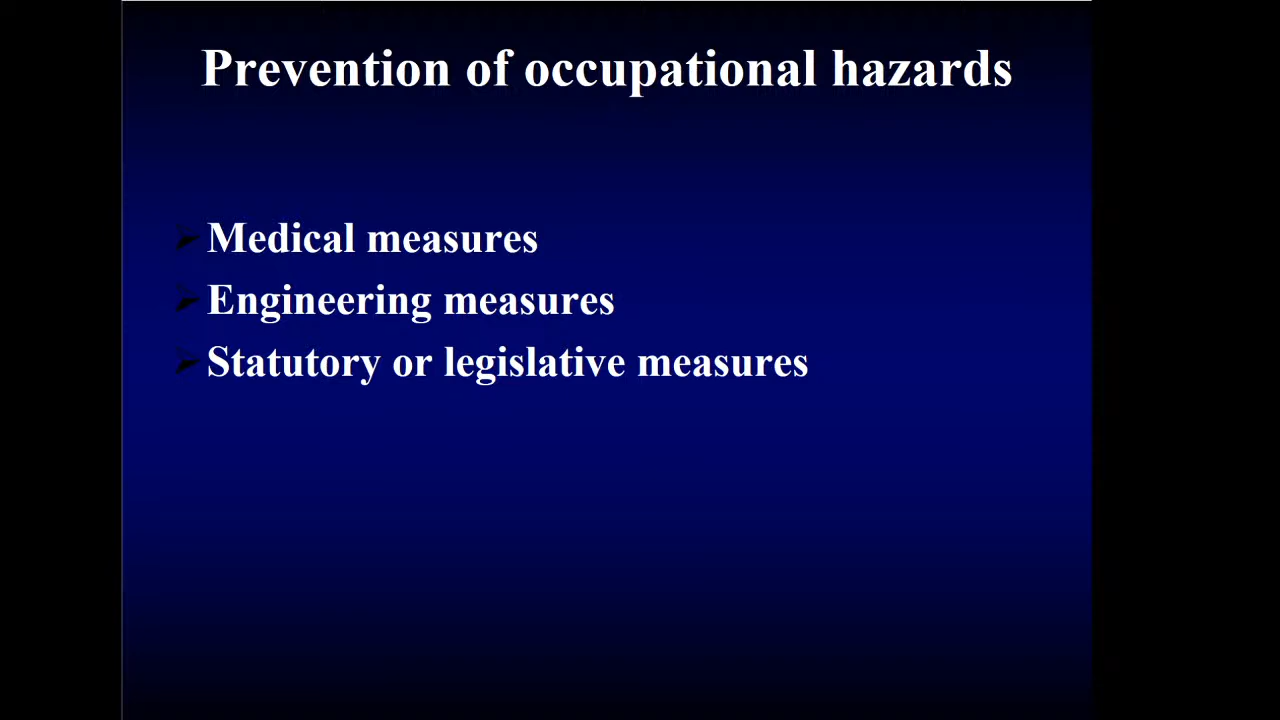 Prevention of occupational hazards
Medical measures
Engineering measures
Statutory or legislative measures